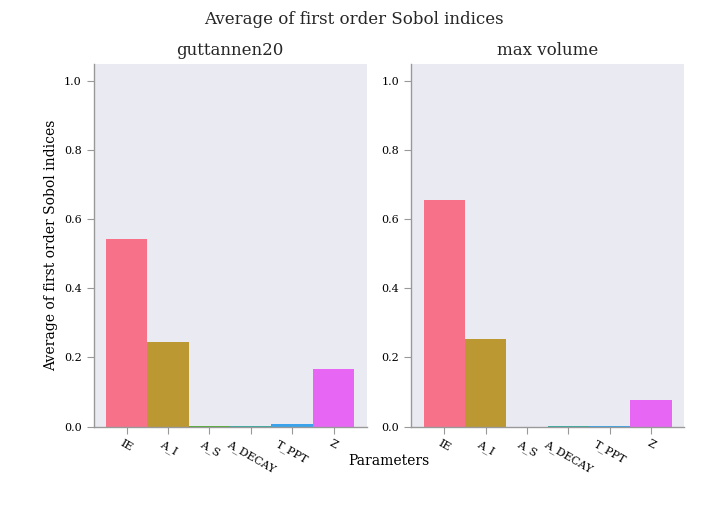 Average of first order Sobol indices
guttannen20
max volume
Average of first order Sobol indices
1.0
0.8
0.6
0.4
0.2
0.0
1.0
0.8
0.6
0.4
0.2
0.0
IE
A_I
A_S
A_DECAY
T_PPT
Z
IE
A_I
A_S
A_DECAY
T_PPT
Z
Parameters